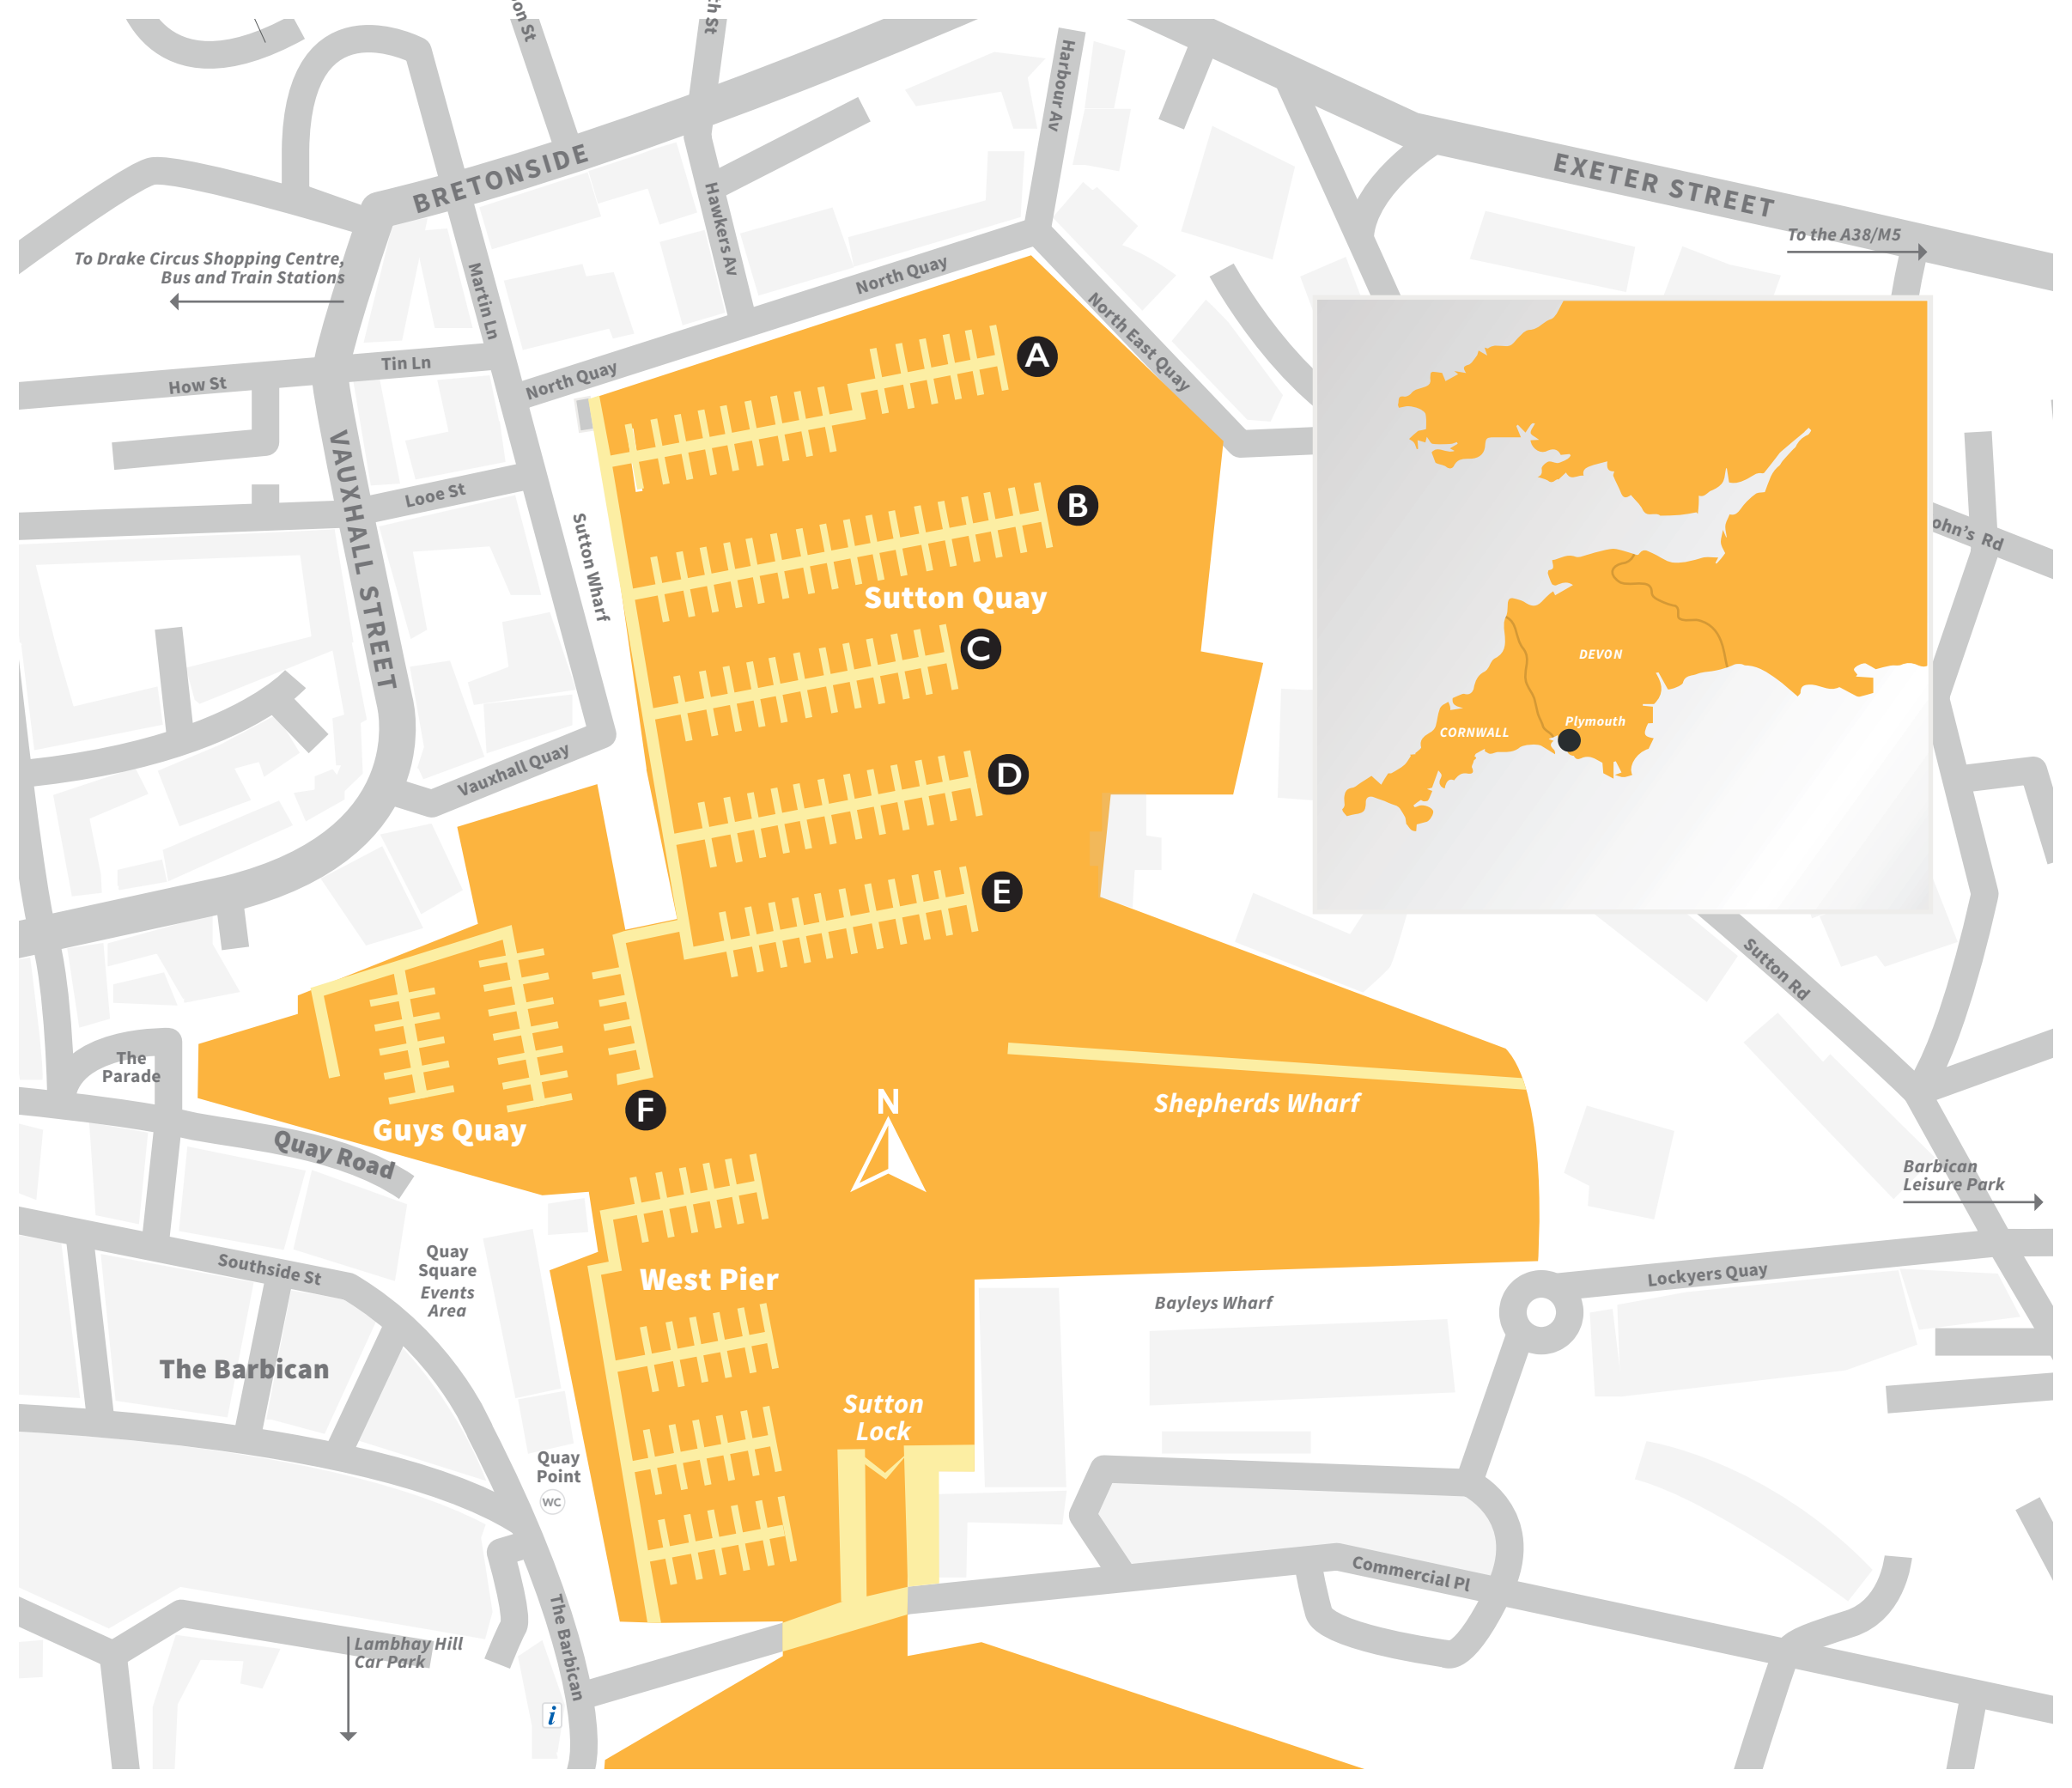 BRETONSIDE
Harbour Av
EXETER STREET
To the A38/M5
To Drake Circus Shopping Centre,
Bus and Train Stations
Martin Ln
Hawkers Av
North Quay
North East Quay
Tin Ln
How St
North Quay
A
VAUXHALL STREET
Looe St
Sutton Wharf
B
Sutton Quay
C
D
E
Vauxhall Quay
DEVON
Plymouth
CORNWALL
Rd
Sutton Rd
The
Parade
Quay Road
Guys Quay
F
N
Shepherds Wharf
Barbican
Leisure Park
Southside St
Quay
Square
Events
Area
West Pier
Bayleys Wharf
Lockyers Quay
The Barbican
Sutton
Lock
Quay
Point
WC
Commercial Pl
The Barbican
Lambhay Hill
Car Park
i